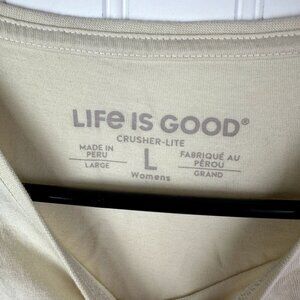 LIFe IS GOOD®
CRUSHER-LITE
MADE IN
PERU
LARGE
L
Womens
FABRIQUÉ AU
PÉROU
GRAND